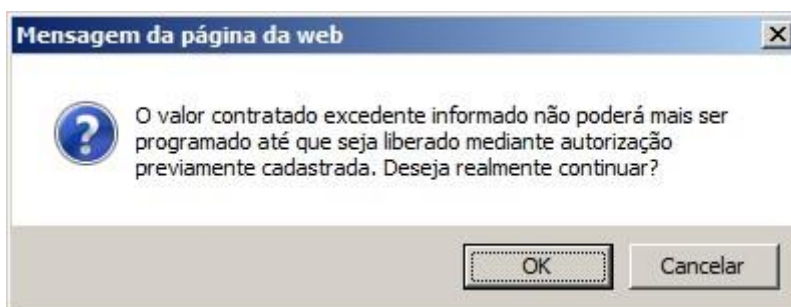 Mensagem da página da web
O valor contratado excedente informado não poderá mais ser
programado até que seja liberado mediante autorização
previamente cadastrada. Deseja realmente continuar?
OK
Cancelar